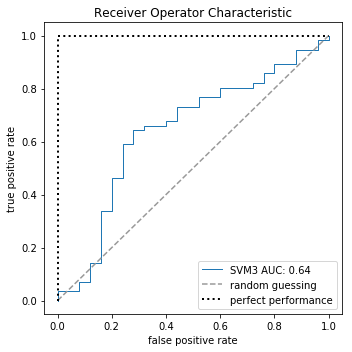 Receiver Operator Characteristic
true positive rate
1.0
0.8
0.6
0.4
0.2
0.0
SVM3 AUC: 0.64
random guessing
perfect performance
0.0 0.2 0.4 0.6 0.8 1.0
false positive rate